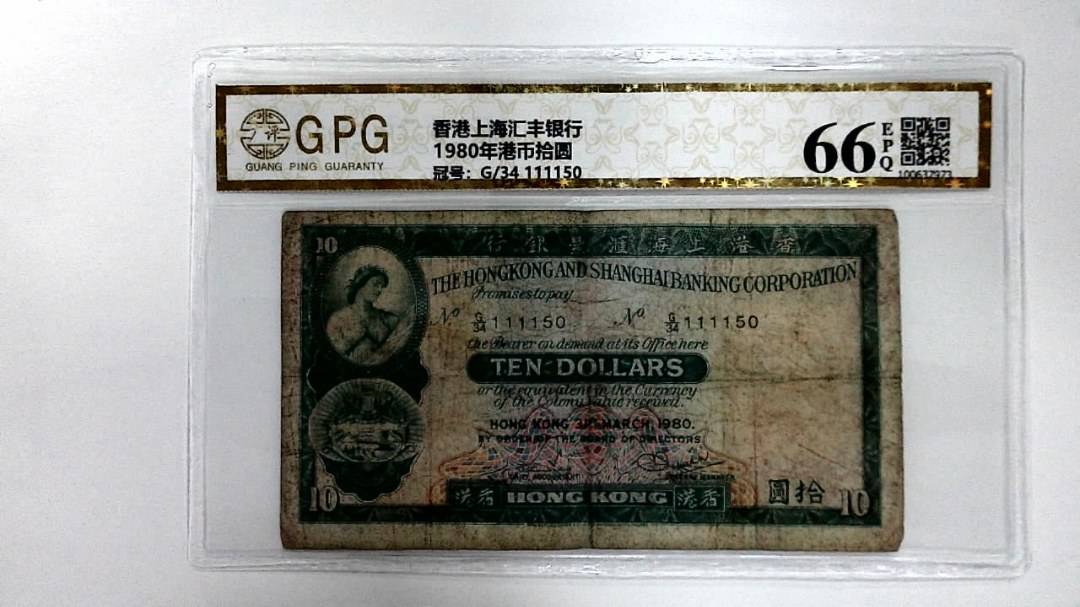 GPG
GUANG PING GUARANTY
香港上海汇丰银行
1980年港币拾圆
冠号：G/34 111150
66 EPQ
100637973
10
行銀豐滙海上港香
THE HONGKONG AND SHANGHAI BANKING CORPORATION
Promises to pay
No G/34 111150 No G/34 111150
the Bearer on demand at its Office here
TEN DOLLARS
or the equivalent in the Currency
of the Colony value received.
HONG KONG 31ST MARCH, 1980.
BY ORDER OF THE BOARD OF DIRECTORS
10 港香 HONG KONG 港香 圓拾 10